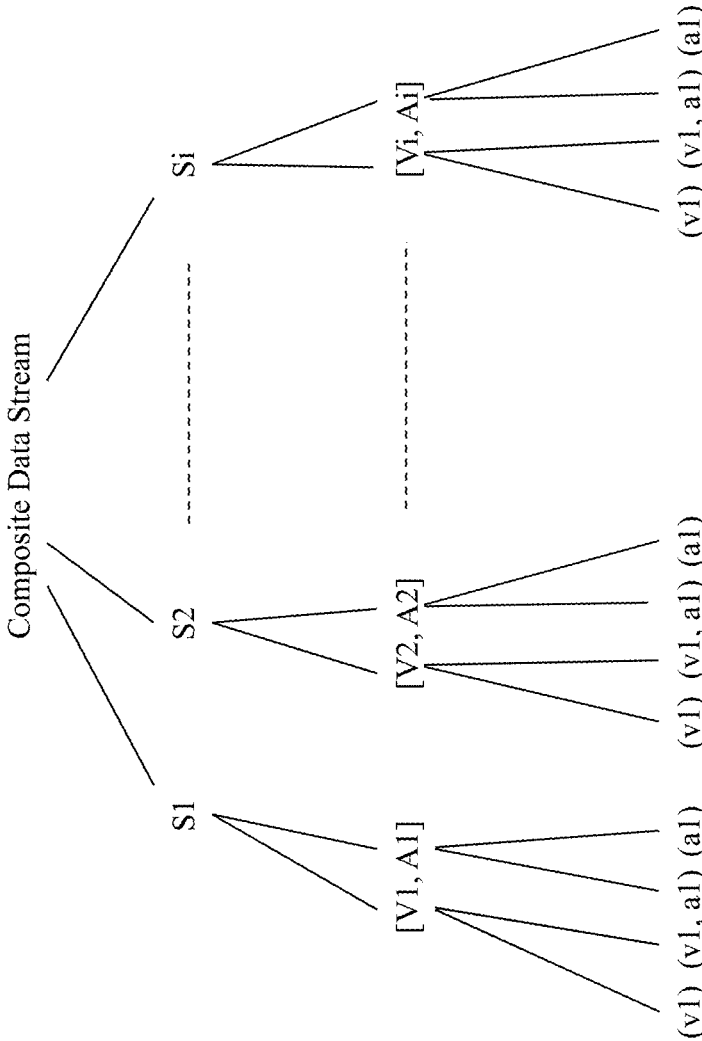 Composite Data Stream
S1 S2 Si
[V1, A1] [V2, A2] [Vi, Ai]
(v1) (v1, a1) (a1) (v1) (v1, a1) (a1) (v1) (v1, a1) (a1)